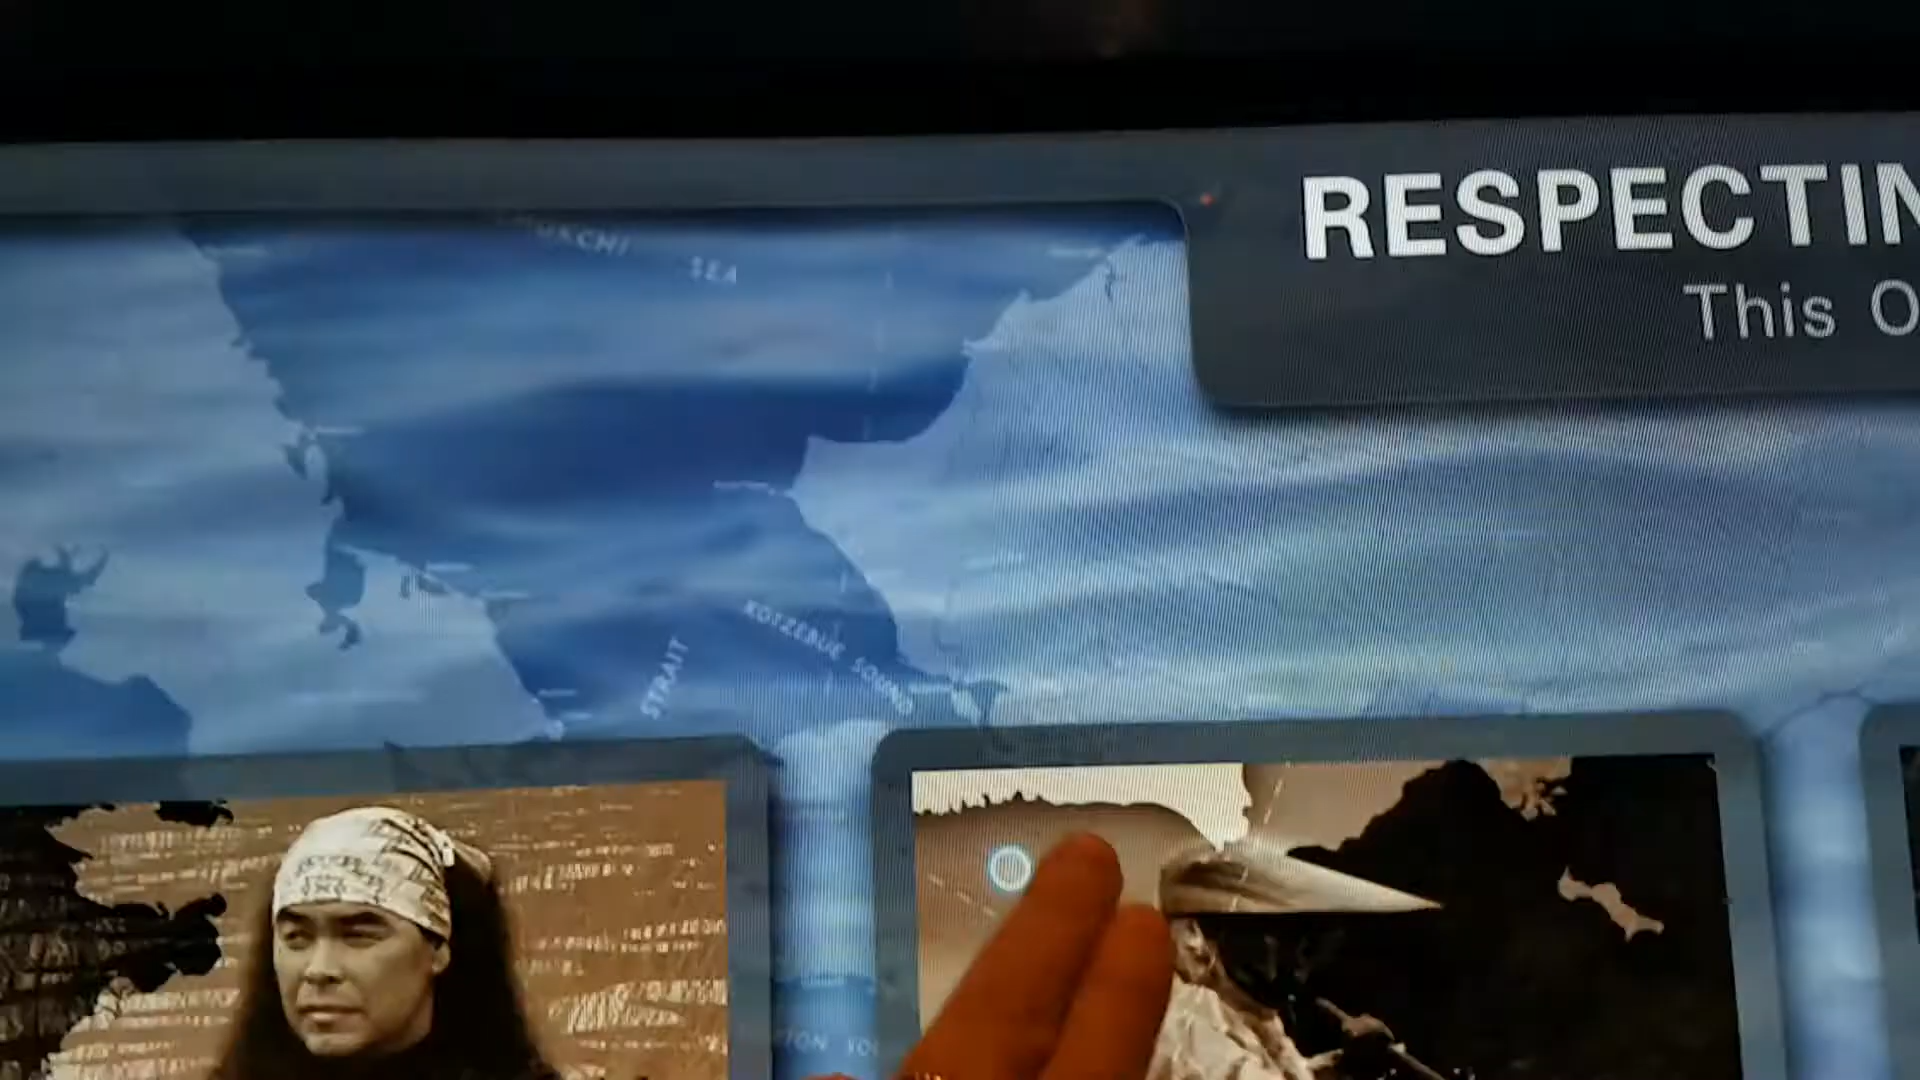 RESPECTIN
This O
SEA
KOTZEBUE SOUND
STRAIT